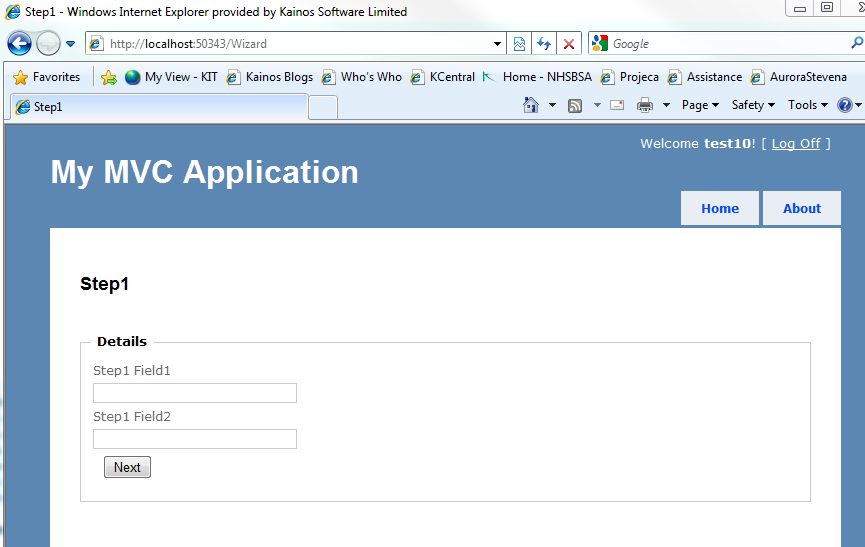 Step1 - Windows Internet Explorer provided by Kainos Software Limited
http://localhost:50343/Wizard
Google
Favorites My View - KIT Kainos Blogs Who's Who KCentral Home - NHSBSA Projeca Assistance AuroraStevena
Step1
Page Safety Tools
Welcome test10! [ Log Off ]
My MVC Application
Home About
Step1
Details
Step1 Field1
Step1 Field2
Next